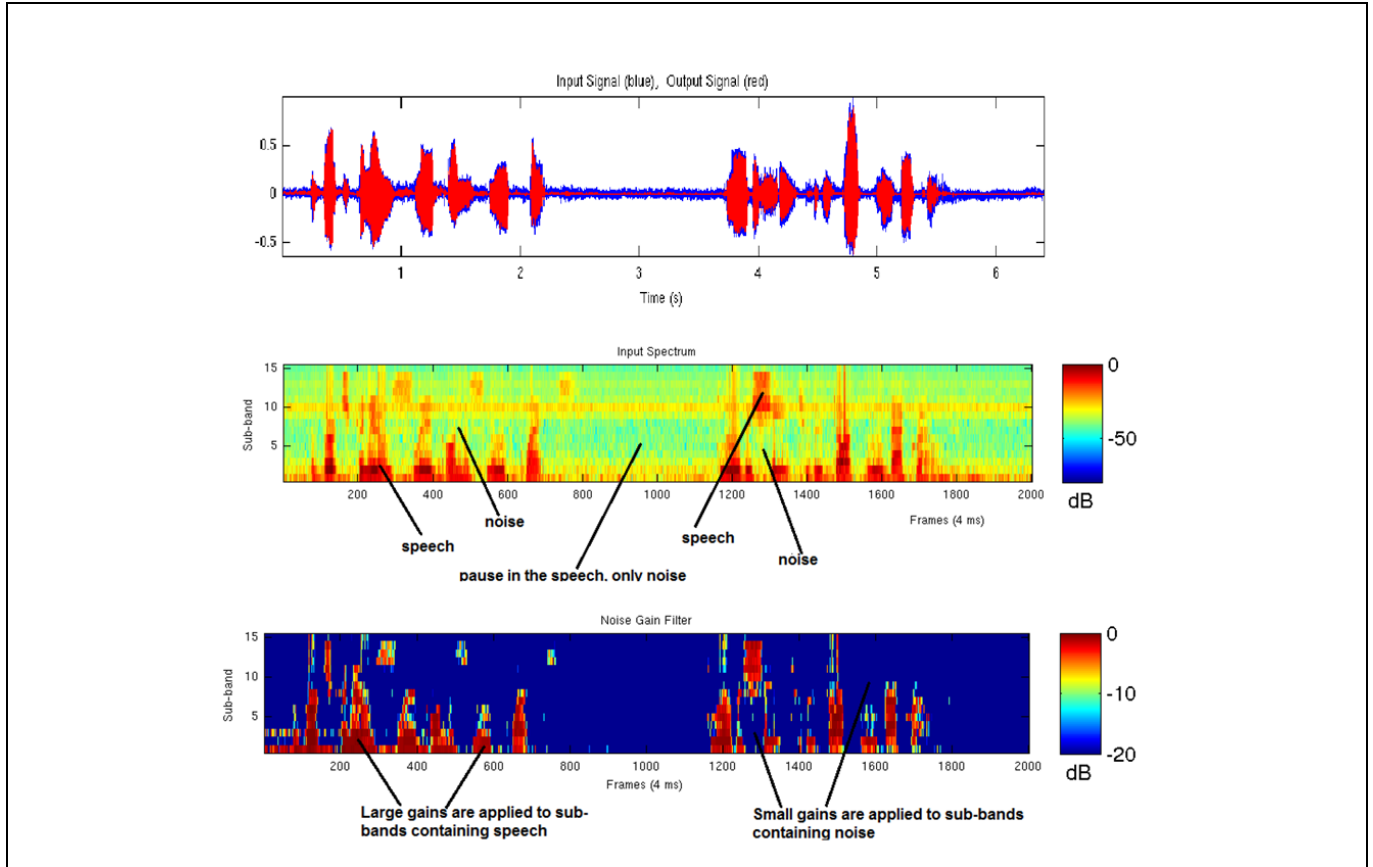 Input Signal (blue),  Output Signal (red)
0.5
0
-0.5
1 2 3 4 5 6
Time (s)
Input Spectrum
15
10
5
Sub-band
200 400 600 800 1000 1200 1400 1600 1800 2000
Frames (4 ms)
0
-50
dB
noise
speech
speech
noise
pause in the speech, only noise
Noise Gain Filter
15
10
5
Sub-band
200 400 600 800 1000 1200 1400 1600 1800 2000
Frames (4 ms)
0
-10
-20
dB
Large gains are applied to sub-
bands containing speech
Small gains are applied to sub-bands
containing noise